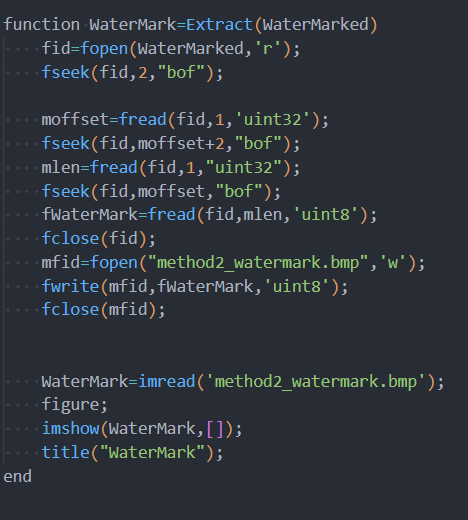 function WaterMark=Extract(WaterMarked)
    fid=fopen(WaterMarked,'r');
    fseek(fid,2,"bof");

    moffset=fread(fid,1,'uint32');
    fseek(fid,moffset+2,"bof");
    mlen=fread(fid,1,"uint32");
    fseek(fid,moffset,"bof");
    fWaterMark=fread(fid,mlen,'uint8');
    fclose(fid);
    mfid=fopen("method2_watermark.bmp",'w');
    fwrite(mfid,fWaterMark,'uint8');
    fclose(mfid);


    WaterMark=imread('method2_watermark.bmp');
    figure;
    imshow(WaterMark,[]);
    title("WaterMark");
end